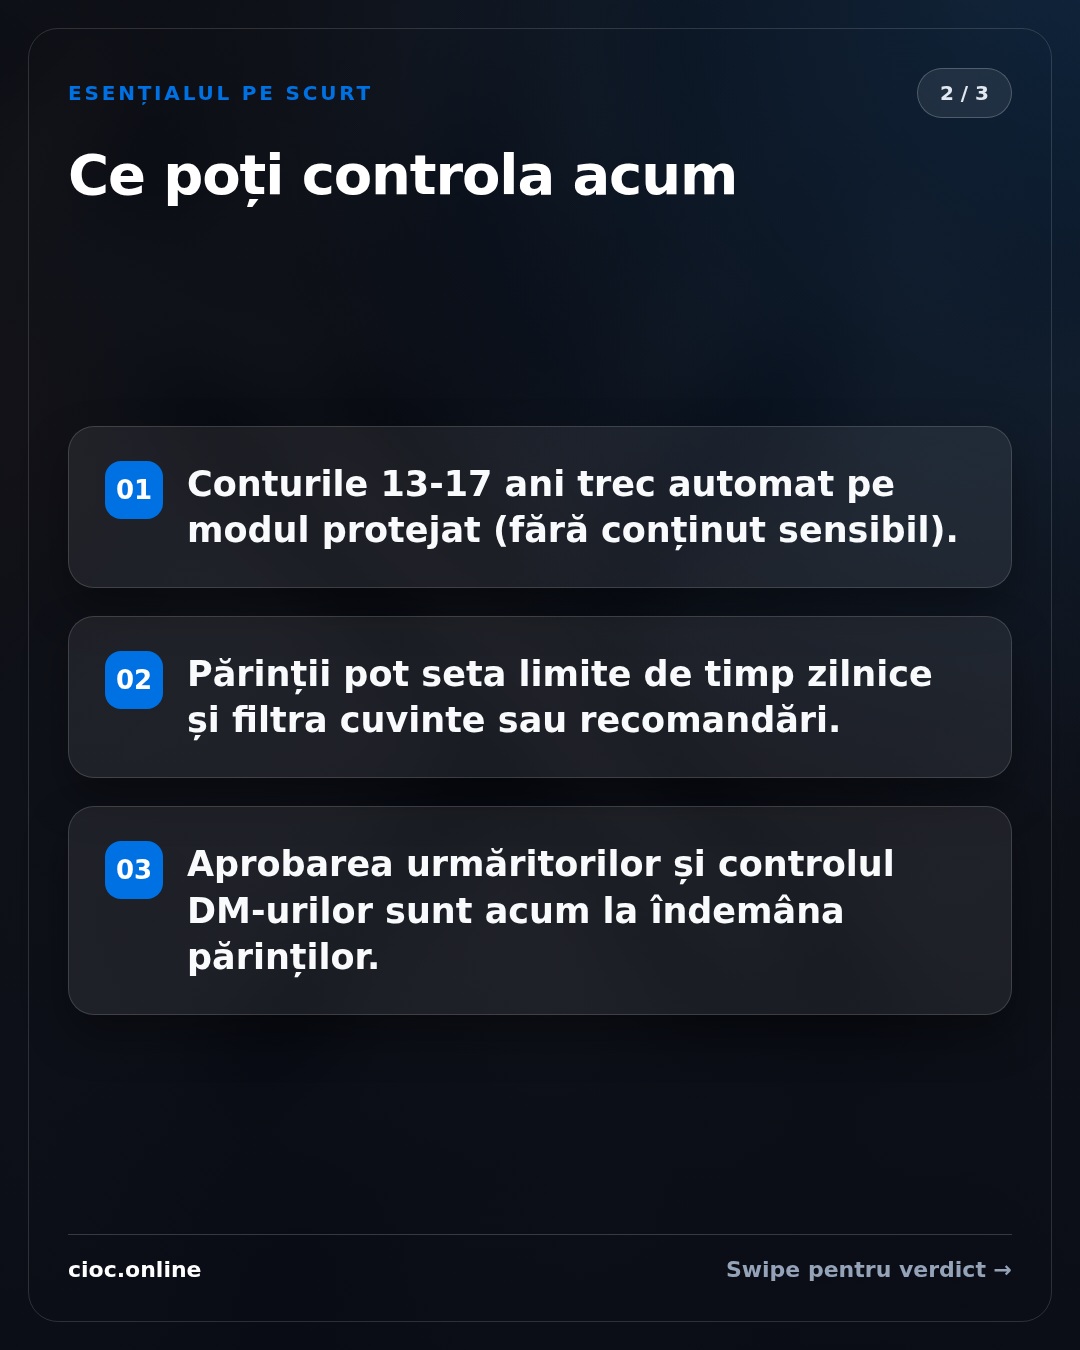 ESENȚIALUL PE SCURT
2 / 3
Ce poți controla acum
01
Conturile 13-17 ani trec automat pe
modul protejat (fără conținut sensibil).
02
Părinții pot seta limite de timp zilnice
și filtra cuvinte sau recomandări.
03
Aprobarea urmăritorilor și controlul
DM-urilor sunt acum la îndemâna
părinților.
cioc.online
Swipe pentru verdict →